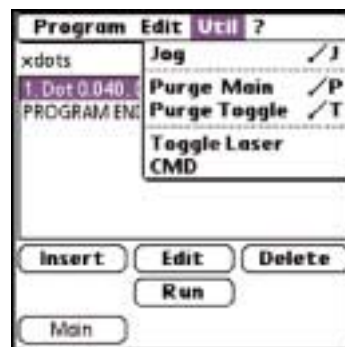 Program Edit Util ?
xdots
Jog /J
1. Dot 0.040,
Purge Main /P
PROGRAM END
Purge Toggle /T
Toggle Laser
CMD
Insert Edit Delete
Run
Main